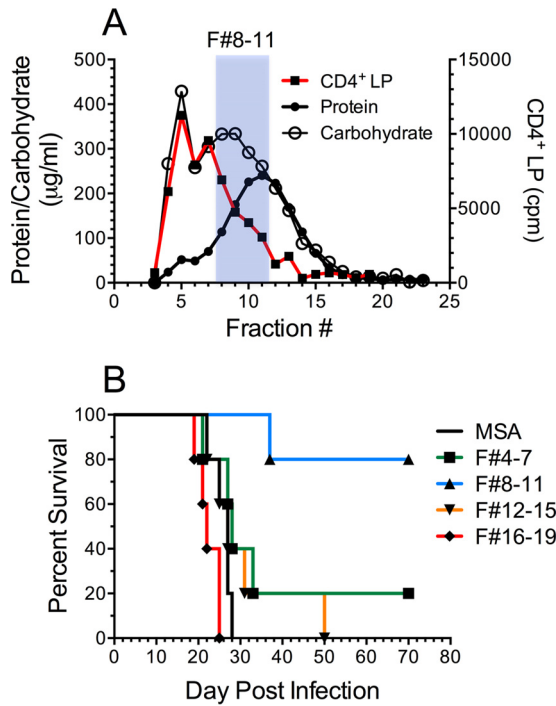 A
F#8-11
500
400
300
200
100
0
Protein/Carbohydrate
(µg/ml)
CD4⁺ LP
Protein
Carbohydrate
15000
10000
5000
0
CD4⁺ LP (cpm)
0 5 10 15 20 25
Fraction #
B
100
80
60
40
20
0
Percent Survival
MSA
F#4-7
F#8-11
F#12-15
F#16-19
0 10 20 30 40 50 60 70 80
Day Post Infection